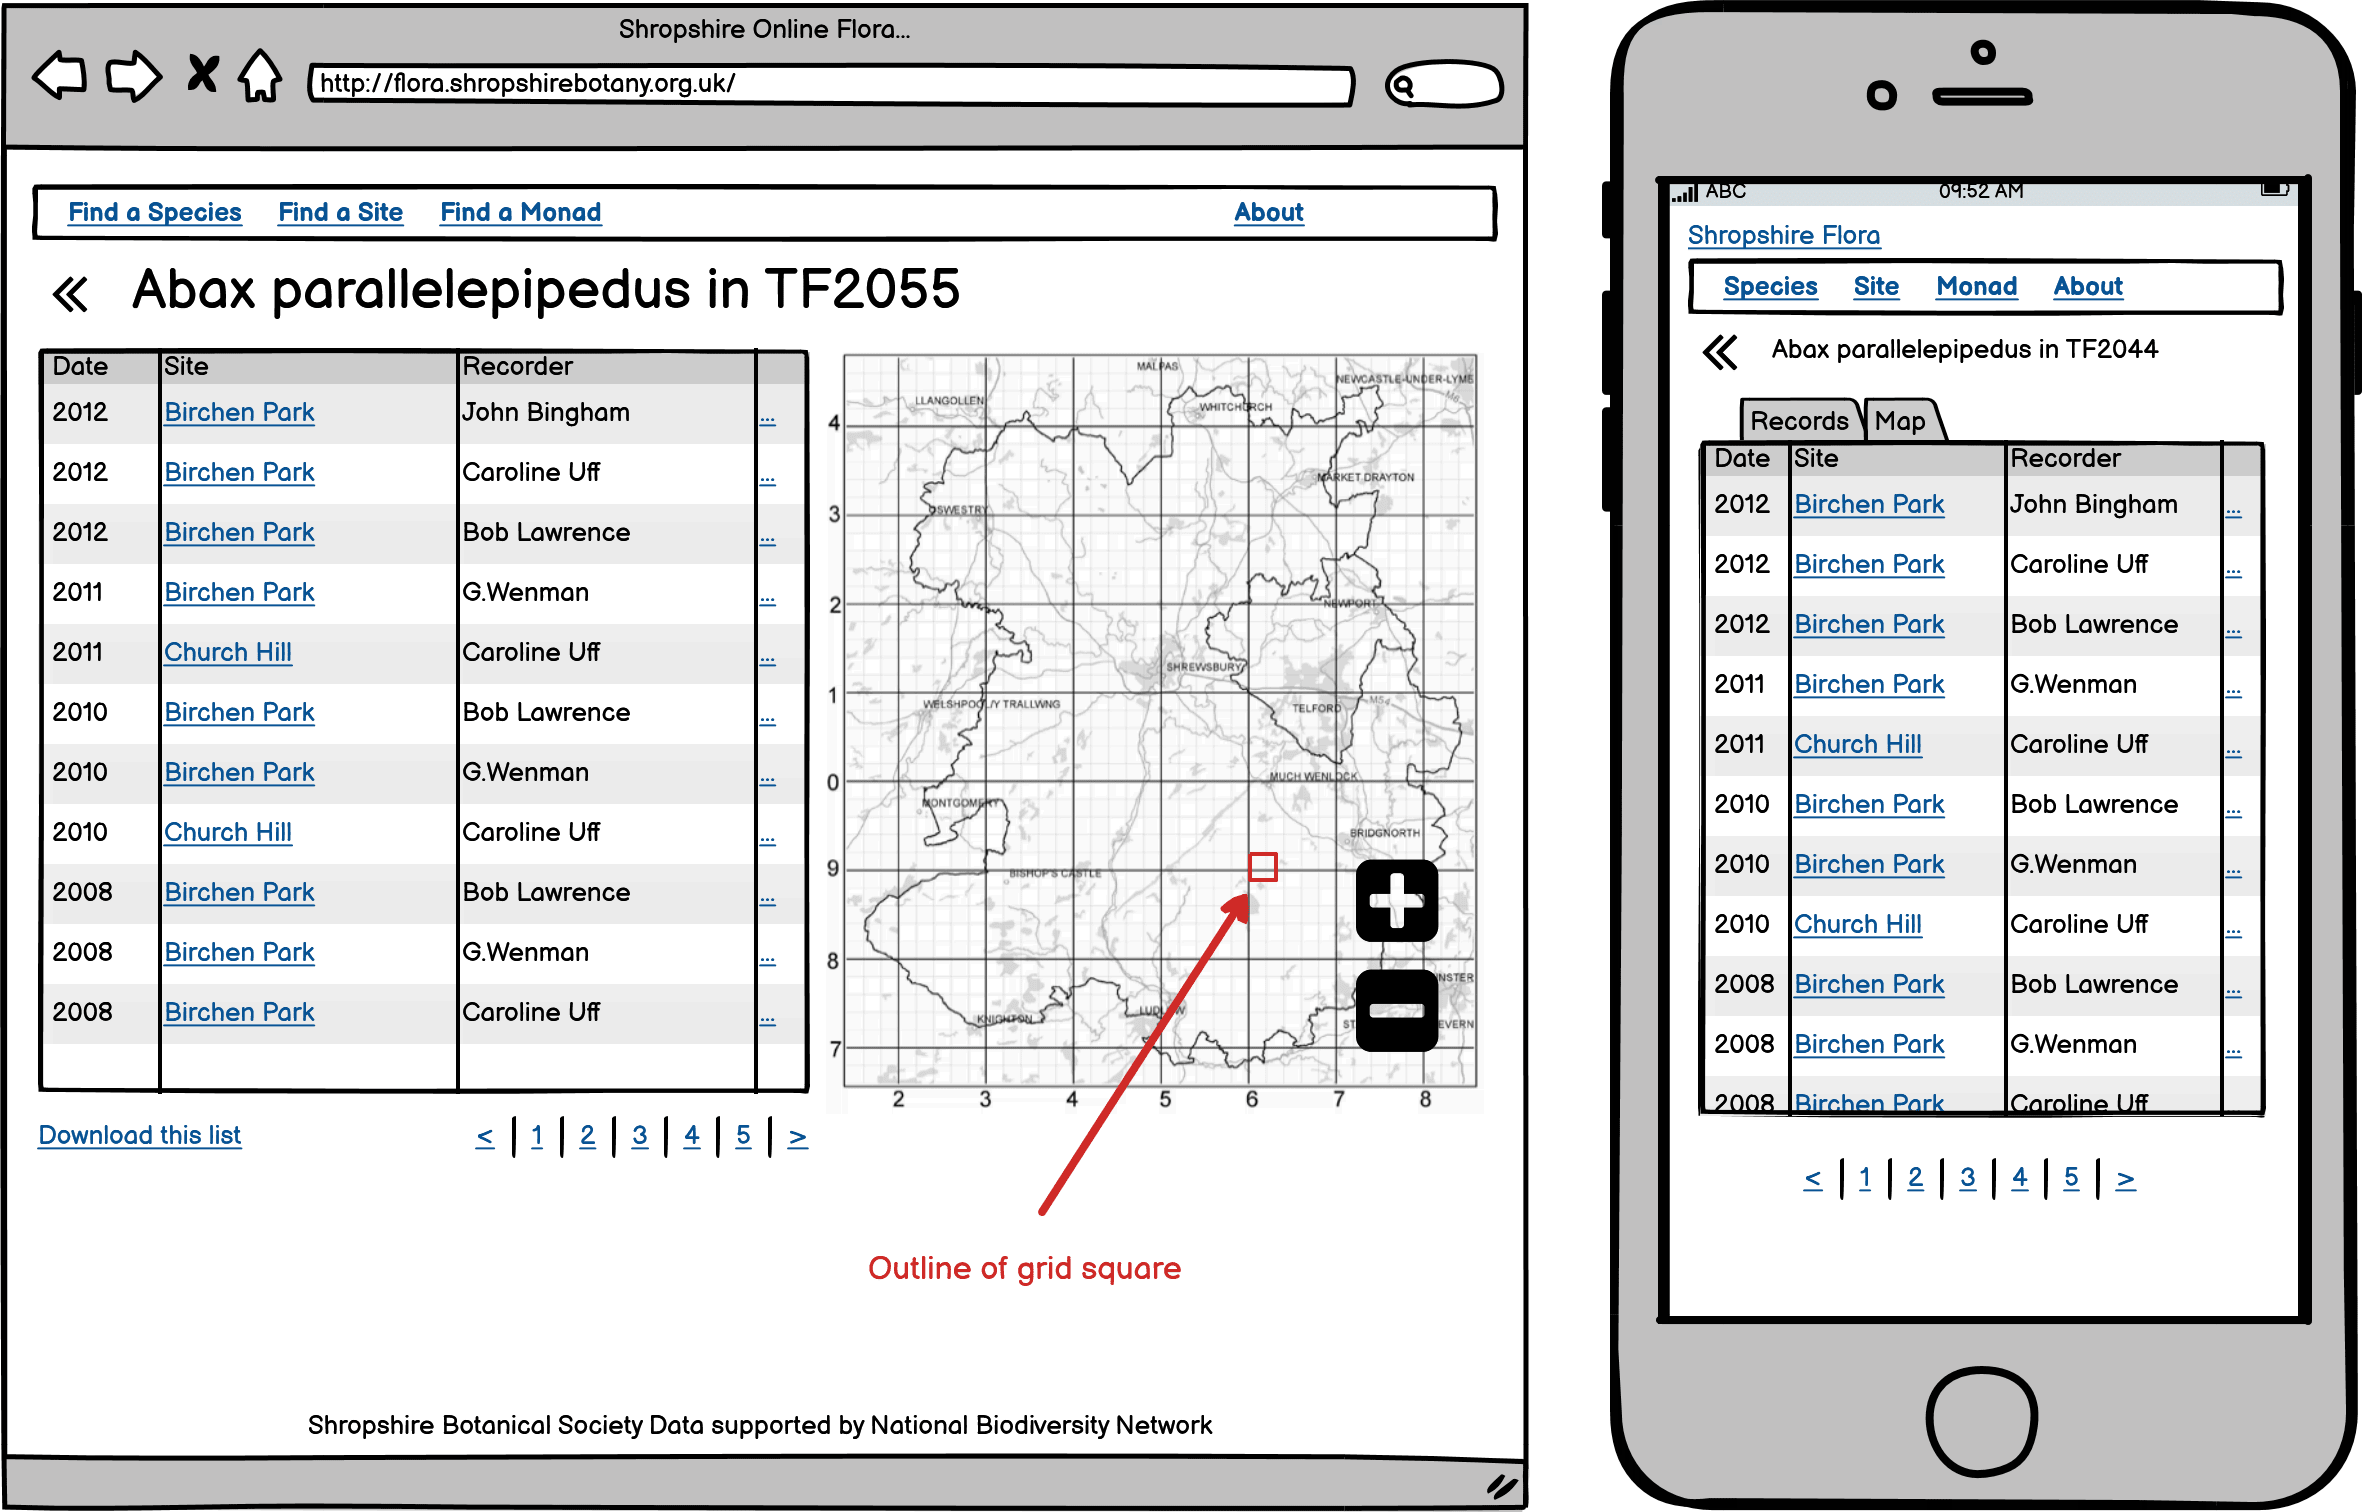 Shropshire Online Flora...
http://flora.shropshirebotany.org.uk/
Find a Species Find a Site Find a Monad About
Abax parallelepipedus in TF2055
Date Site Recorder
2012 Birchen Park John Bingham ...
2012 Birchen Park Caroline Uff ...
2012 Birchen Park Bob Lawrence ...
2011 Birchen Park G.Wenman ...
2011 Church Hill Caroline Uff ...
2010 Birchen Park Bob Lawrence ...
2010 Birchen Park G.Wenman ...
2010 Church Hill Caroline Uff ...
2008 Birchen Park Bob Lawrence ...
2008 Birchen Park G.Wenman ...
2008 Birchen Park Caroline Uff ...
Download this list
< | 1 | 2 | 3 | 4 | 5 | >
MALPAS
NEWCASTLE-UNDER-LYME
LLANGOLLEN
WHITCHURCH
4
MARKET DRAYTON
OSWESTRY
3
NEWPORT
2
SHREWSBURY
1
WELSHPOOL/Y TRALLWNG
TELFORD
M54
MUCH WENLOCK
0
MONTGOMERY
BRIDGNORTH
9
BISHOP'S CASTLE
8
NSTER
KNIGHTON
LUDLOW
ST EVERN
7
2 3 4 5 6 7 8
Outline of grid square
Shropshire Botanical Society Data supported by National Biodiversity Network
ABC 09:52 AM
Shropshire Flora
Species Site Monad About
Abax parallelepipedus in TF2044
Records Map
Date Site Recorder
2012 Birchen Park John Bingham ...
2012 Birchen Park Caroline Uff ...
2012 Birchen Park Bob Lawrence ...
2011 Birchen Park G.Wenman ...
2011 Church Hill Caroline Uff ...
2010 Birchen Park Bob Lawrence ...
2010 Birchen Park G.Wenman ...
2010 Church Hill Caroline Uff ...
2008 Birchen Park Bob Lawrence ...
2008 Birchen Park G.Wenman ...
2008 Birchen Park Caroline Uff
< | 1 | 2 | 3 | 4 | 5 | >